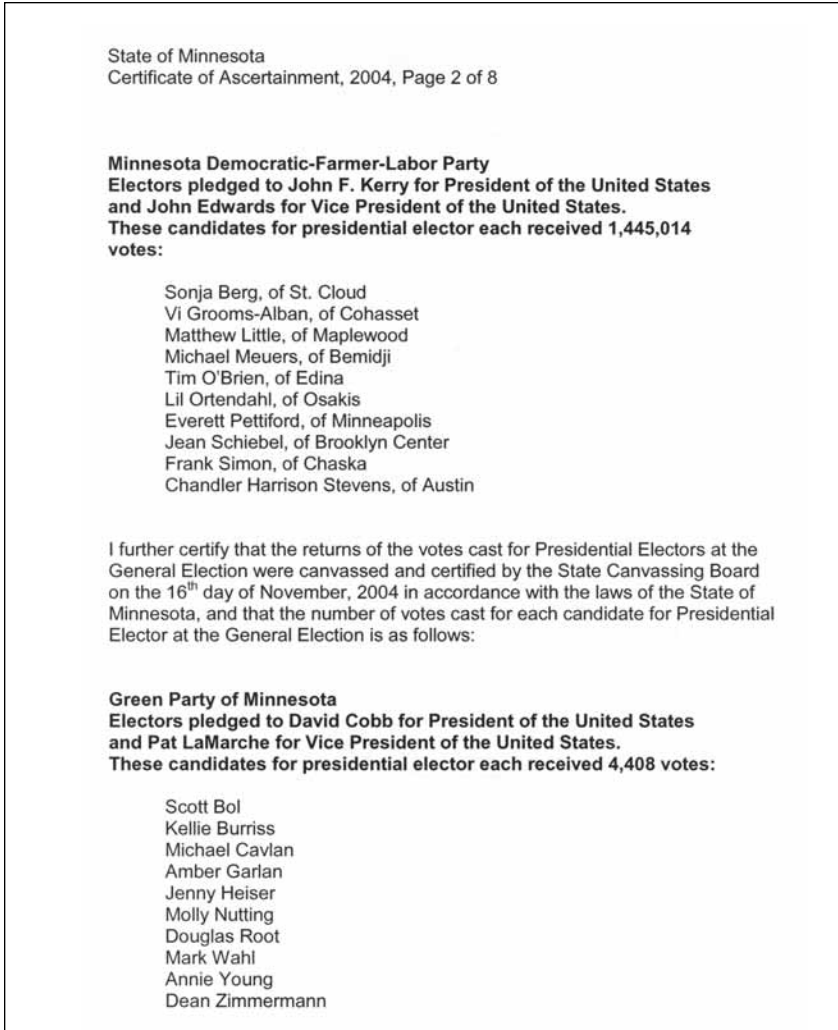 State of Minnesota
Certificate of Ascertainment, 2004, Page 2 of 8
Minnesota Democratic-Farmer-Labor Party
Electors pledged to John F. Kerry for President of the United States
and John Edwards for Vice President of the United States.
These candidates for presidential elector each received 1,445,014
votes:
Sonja Berg, of St. Cloud
Vi Grooms-Alban, of Cohasset
Matthew Little, of Maplewood
Michael Meuers, of Bemidji
Tim O'Brien, of Edina
Lil Ortendahl, of Osakis
Everett Pettiford, of Minneapolis
Jean Schiebel, of Brooklyn Center
Frank Simon, of Chaska
Chandler Harrison Stevens, of Austin
I further certify that the returns of the votes cast for Presidential Electors at the
General Election were canvassed and certified by the State Canvassing Board
on the 16th day of November, 2004 in accordance with the laws of the State of
Minnesota, and that the number of votes cast for each candidate for Presidential
Elector at the General Election is as follows:
Green Party of Minnesota
Electors pledged to David Cobb for President of the United States
and Pat LaMarche for Vice President of the United States.
These candidates for presidential elector each received 4,408 votes:
Scott Bol
Kellie Burriss
Michael Cavlan
Amber Garlan
Jenny Heiser
Molly Nutting
Douglas Root
Mark Wahl
Annie Young
Dean Zimmermann